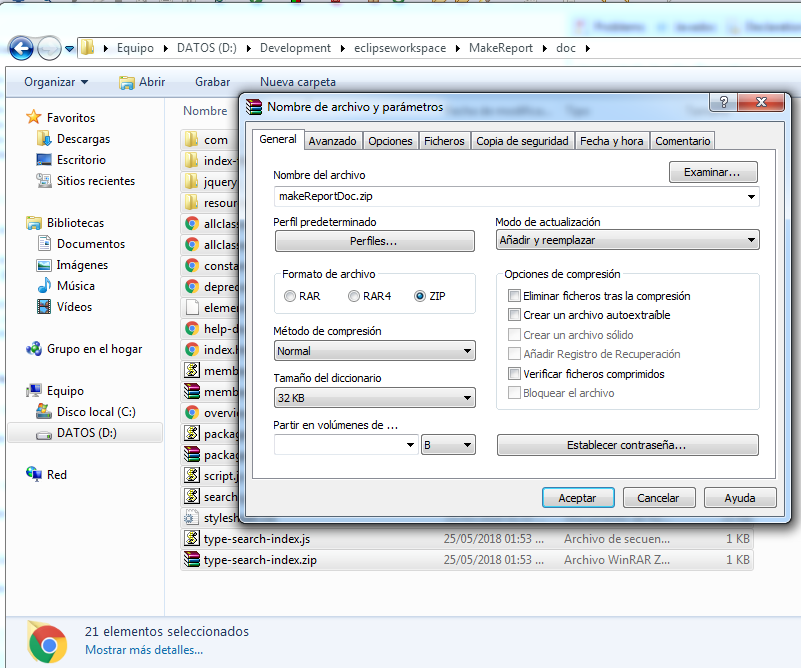 Equipo
DATOS (D:)
Development
eclipseworkspace
MakeReport
doc
Organizar
Abrir
Grabar
Nueva carpeta
Favoritos
Descargas
Escritorio
Sitios recientes
Bibliotecas
Documentos
Imágenes
Música
Vídeos
Grupo en el hogar
Equipo
Disco local (C:)
DATOS (D:)
Red
Nombre
com
index-
jquery
resour
allclass
allclass
consta
deprec
elemen
help-d
index.h
memb
memb
overvi
packag
packag
script.j
search
stylesh
type-search-index.js 25/05/2018 01:53 ... Archivo de secuen... 1 KB
type-search-index.zip 25/05/2018 01:53 ... Archivo WinRAR Z... 1 KB
Nombre de archivo y parámetros
General
Avanzado
Opciones
Ficheros
Copia de seguridad
Fecha y hora
Comentario
Nombre del archivo
Examinar...
makeReportDoc.zip
Perfil predeterminado
Perfiles...
Modo de actualización
Añadir y reemplazar
Formato de archivo
RAR
RAR4
ZIP
Método de compresión
Normal
Tamaño del diccionario
32 KB
Partir en volúmenes de ...
B
Opciones de compresión
Eliminar ficheros tras la compresión
Crear un archivo autoextraíble
Crear un archivo sólido
Añadir Registro de Recuperación
Verificar ficheros comprimidos
Bloquear el archivo
Establecer contraseña...
Aceptar
Cancelar
Ayuda
21 elementos seleccionados
Mostrar más detalles...